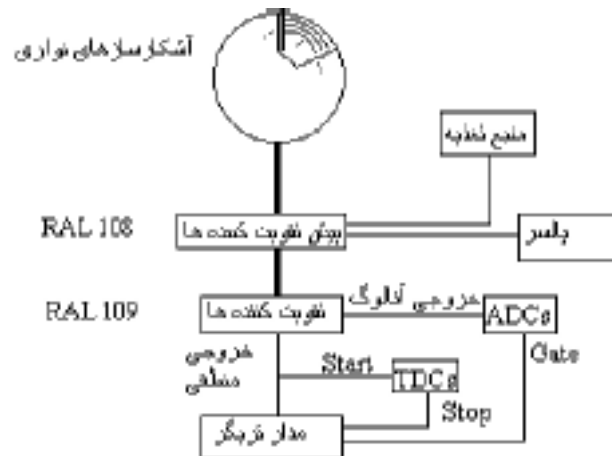 آشکارسازهای نواری
منبع تغذیه
RAL 108
پیش تقویت کننده ها
پالسر
RAL 109
تقویت کننده ها
خروجی آنالوگ
ADCs
خروجی
منطقی
Start
TDCs
Gate
Stop
مدار تریگر